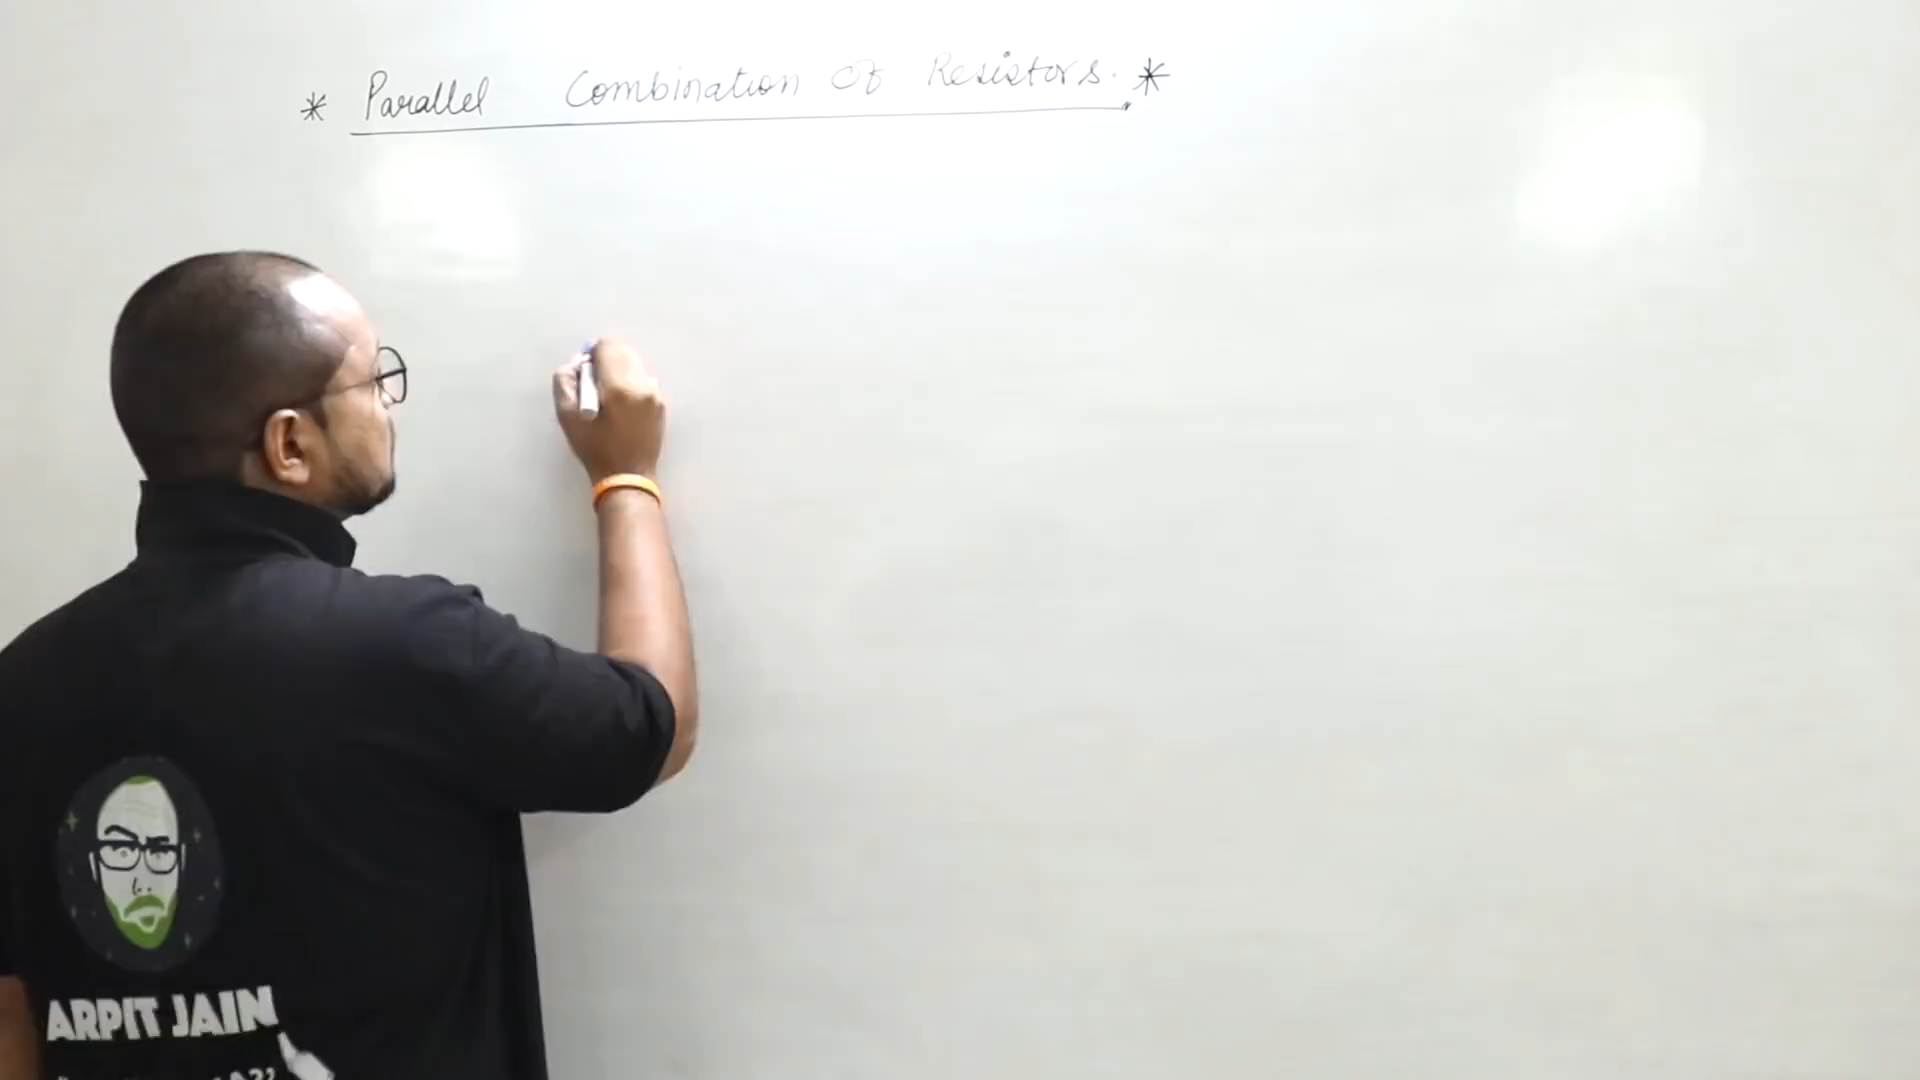 * Parallel Combination of Resistors. *
ARPIT JAIN